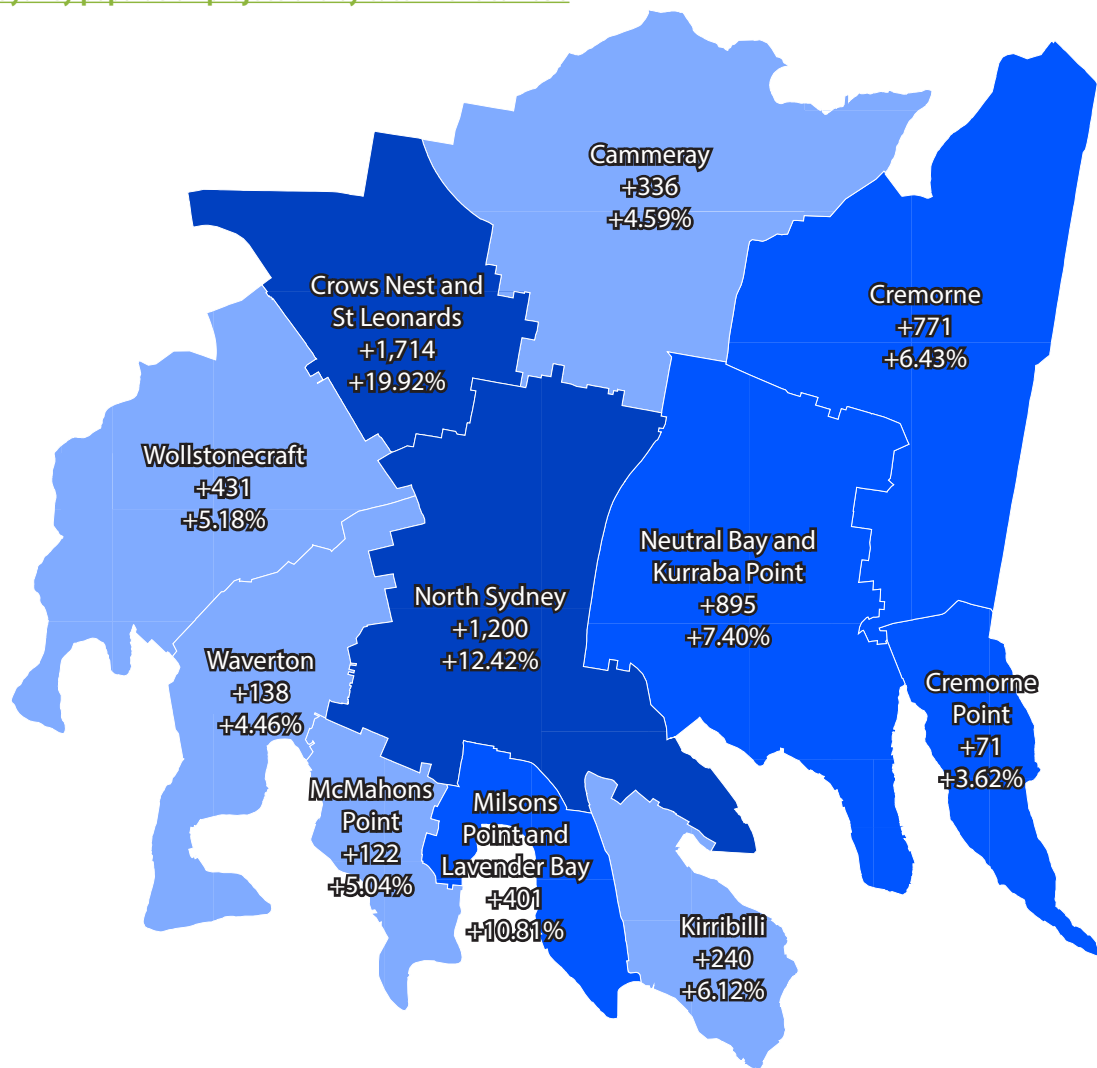 Cammeray
+336
+4.59%
Crows Nest and
St Leonards
+1,714
+19.92%
Cremorne
+771
+6.43%
Wollstonecraft
+431
+5.18%
Neutral Bay and
Kurraba Point
+895
+7.40%
North Sydney
+1,200
+12.42%
Waverton
+138
+4.46%
Cremorne
Point
+71
+3.62%
McMahons
Point
+122
+5.04%
Milsons
Point and
Lavender Bay
+401
+10.81%
Kirribilli
+240
+6.12%